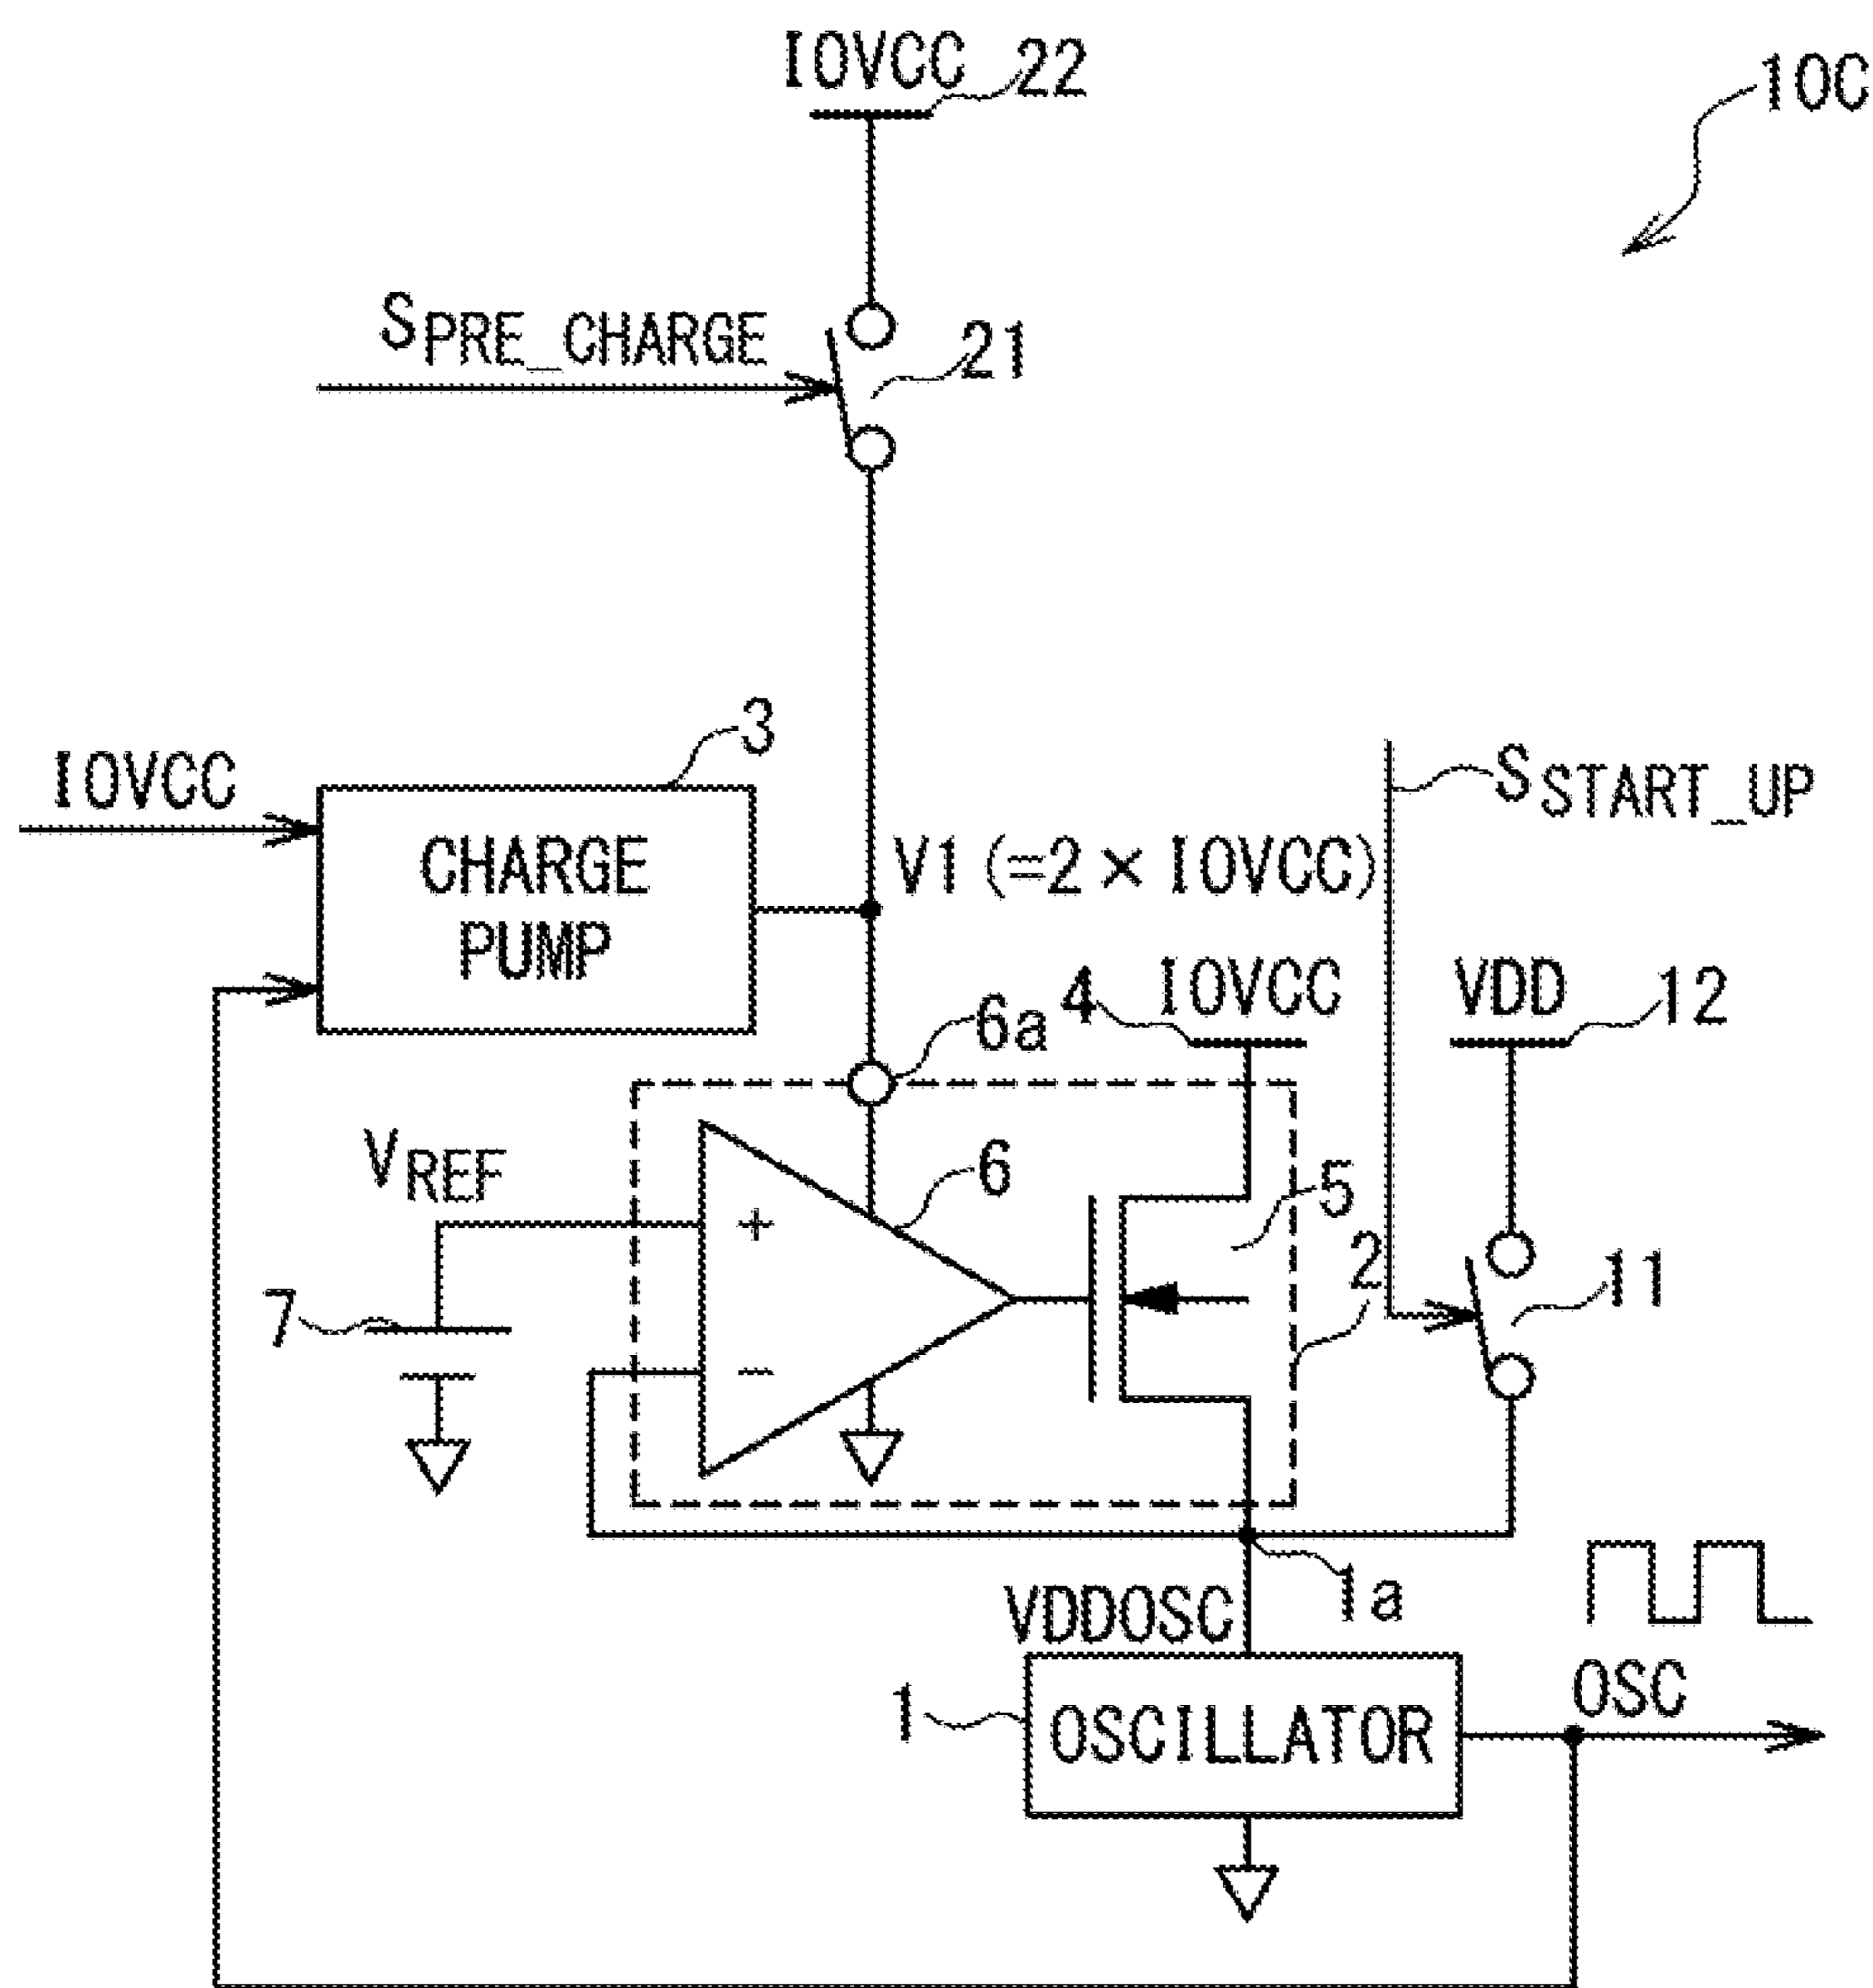 IOVCC 22
10C
SPRE_CHARGE
21
3
IOVCC
SSTART_UP
CHARGE
PUMP
V1 (=2 × IOVCC)
6a
4 IOVCC
VDD 12
VREF
6
5
+
2
11
7
-
1a
VDDOSC
OSC
1
OSCILLATOR